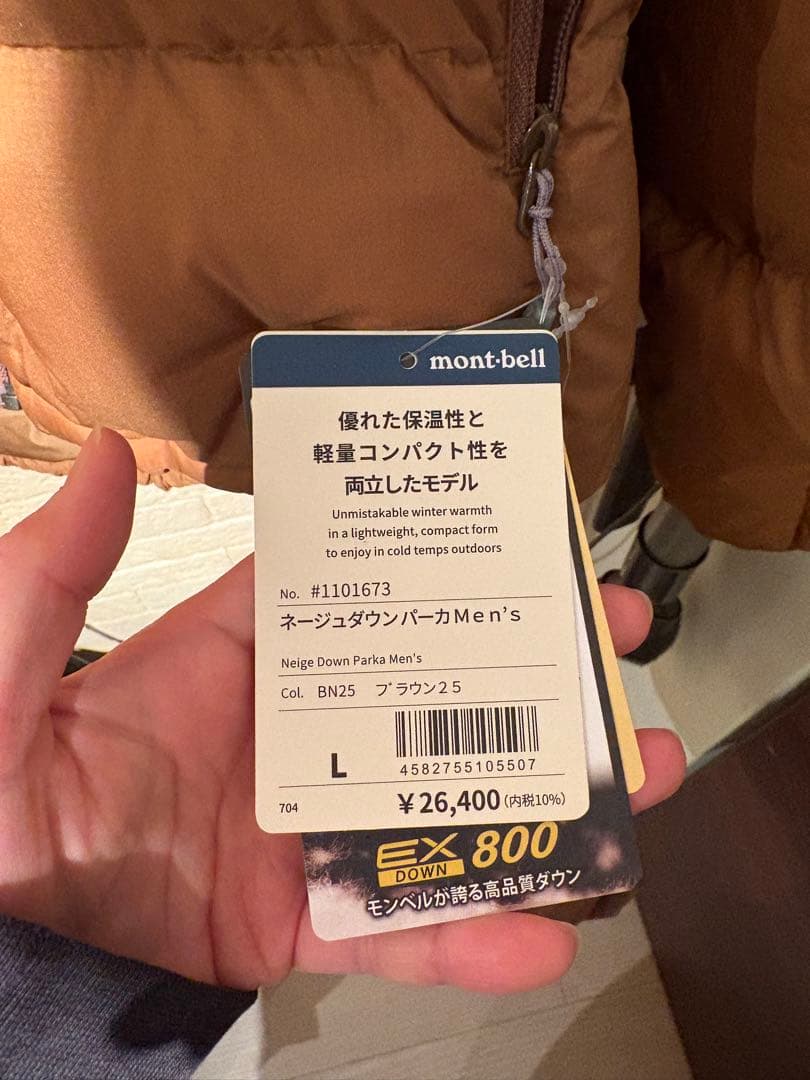 mont·bell
優れた保温性と
軽量コンパクト性を
両立したモデル
Unmistakable winter warmth
in a lightweight, compact form
to enjoy in cold temps outdoors
No. #1101673
ネージュダウンパーカMen's
Neige Down Parka Men's
Col. BN25 ブラウン25
L
4582755105507
704 ¥26,400(内税10%)
EX 800
DOWN
モンベルが誇る高品質ダウン